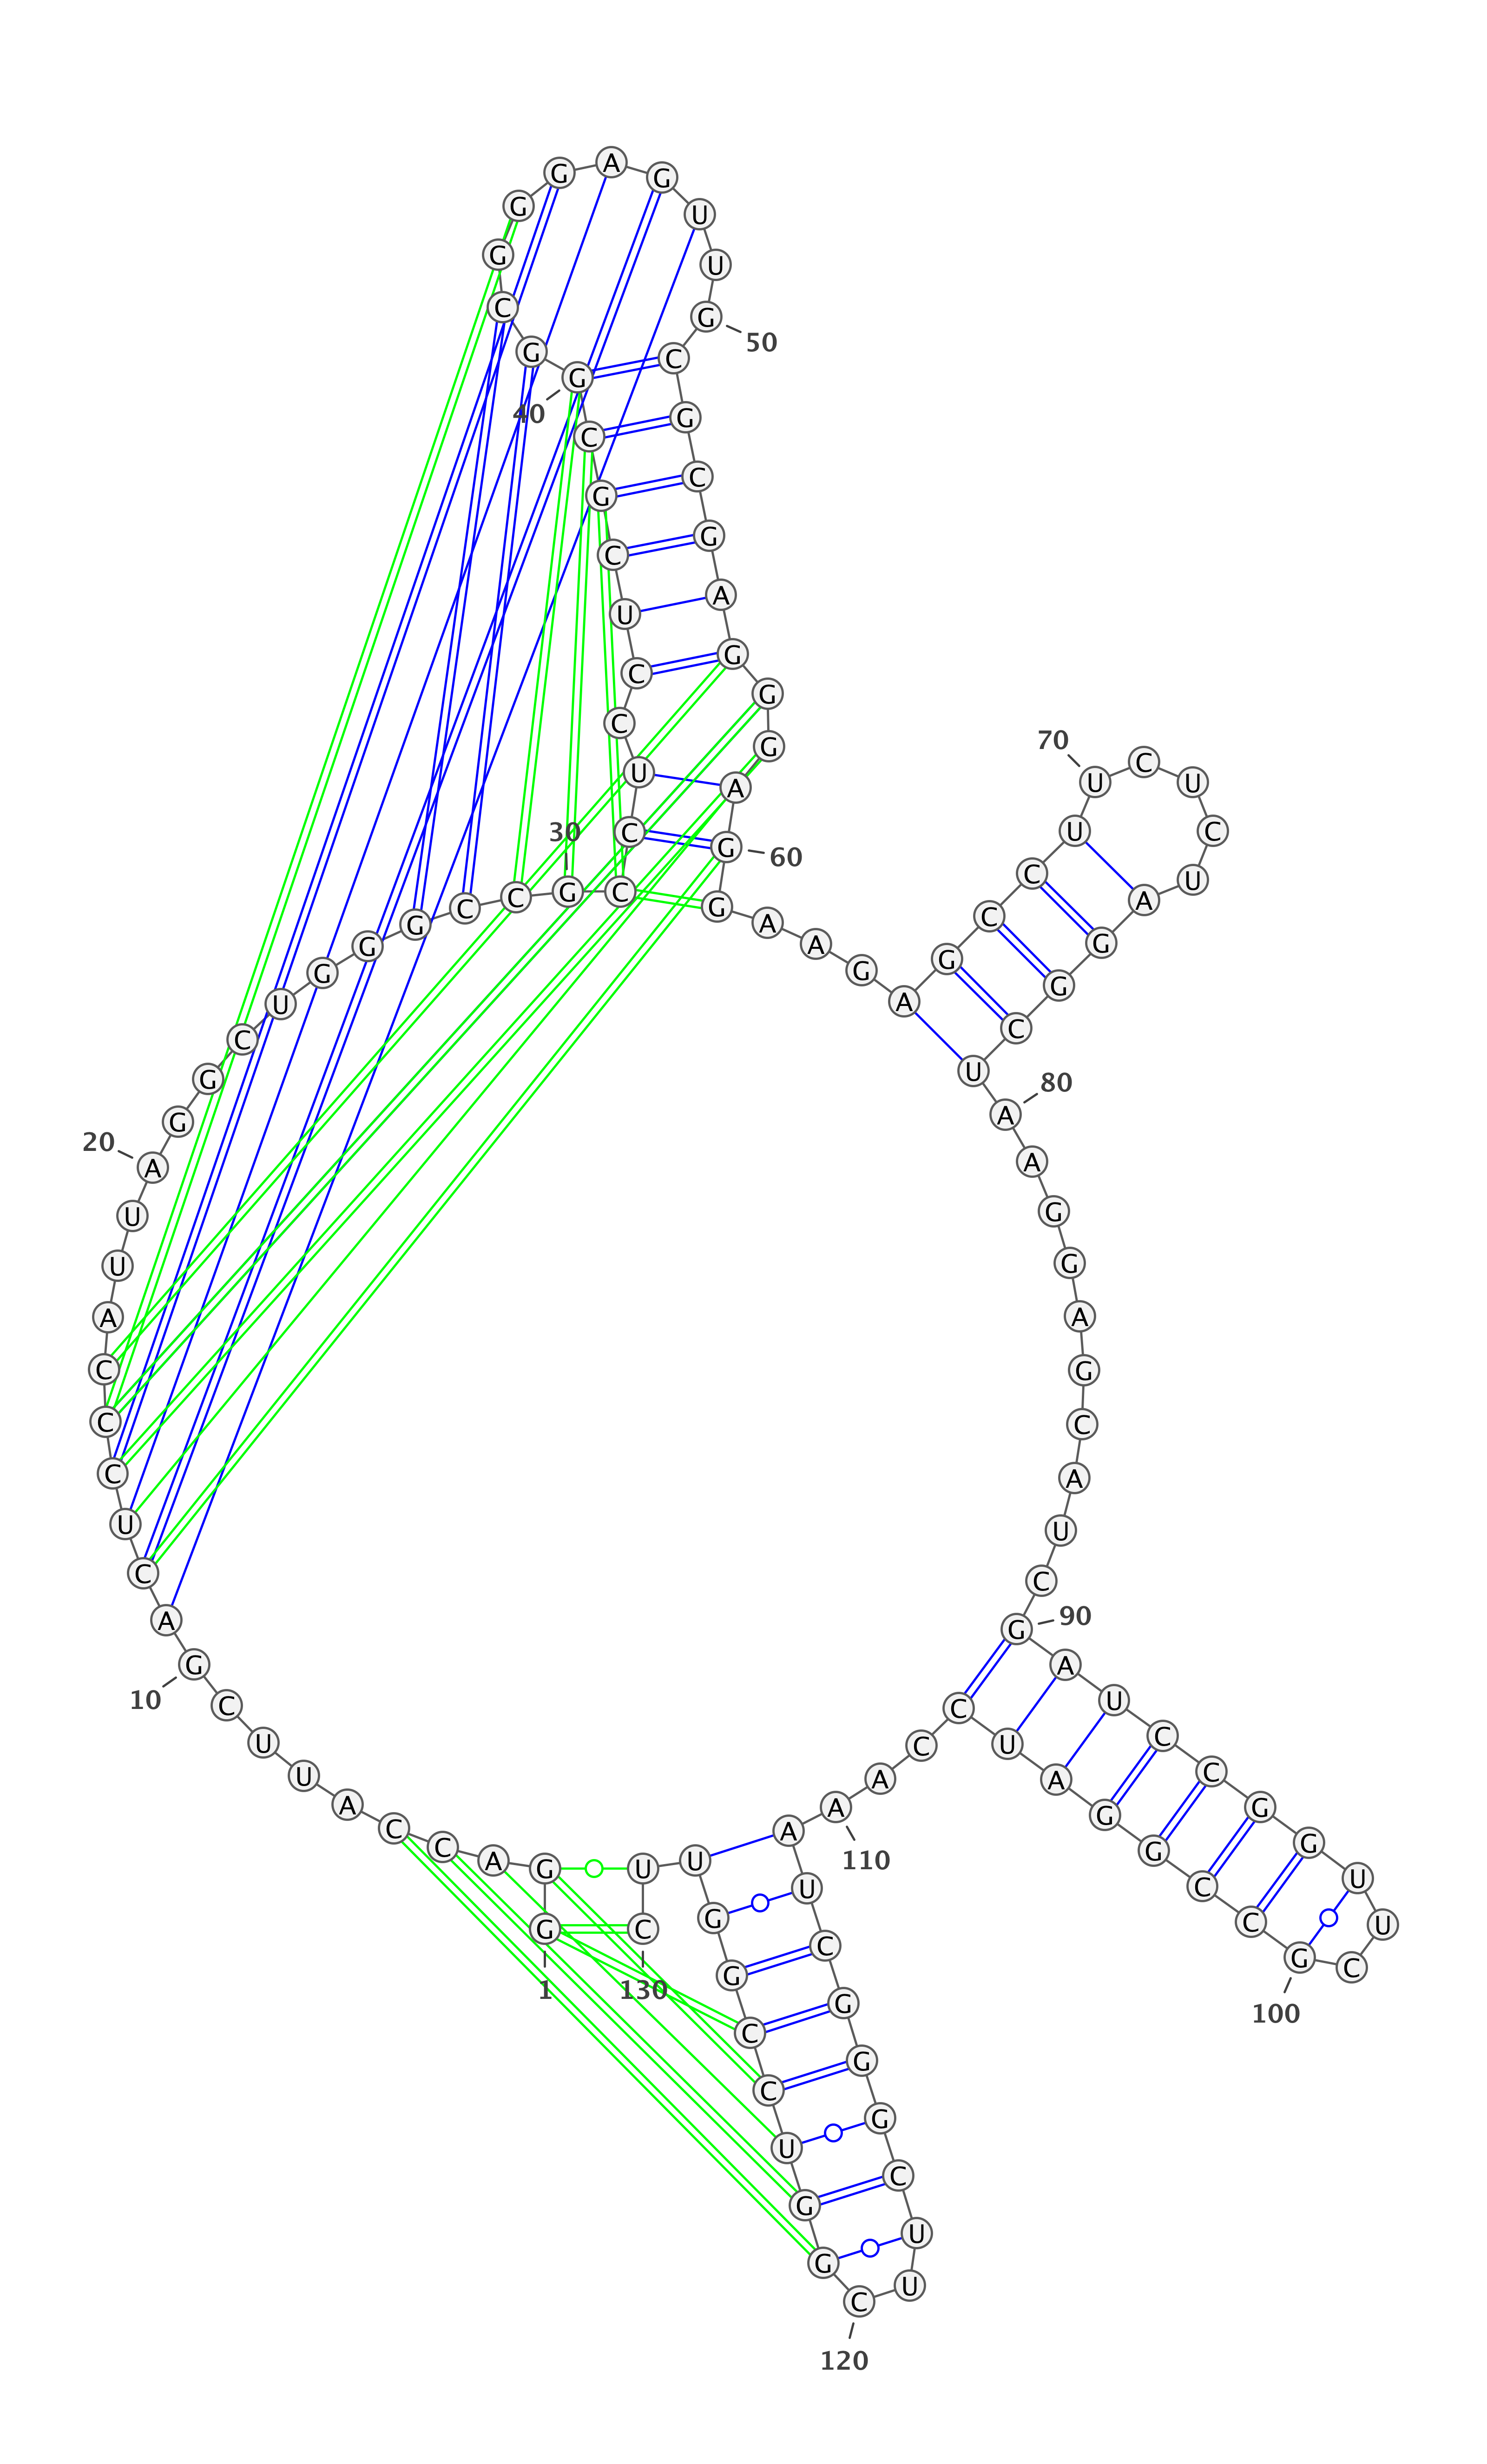 G G A C C A U U C G
1
10
A C U C C C A U U A
20
G G C U G G G C C G
30
C C U C C U C G C G
40
G C G G G A G U U G
50
C G C G A G G G A G
60
G A A G A G C C U U
70
C U C U A G G C U A
80
A G G A G C A U C G
90
A U C C G G U U C G
100
C C G G A U C C A A
110
A U C G G G C U U C
120
G G U C C G G U U C
130